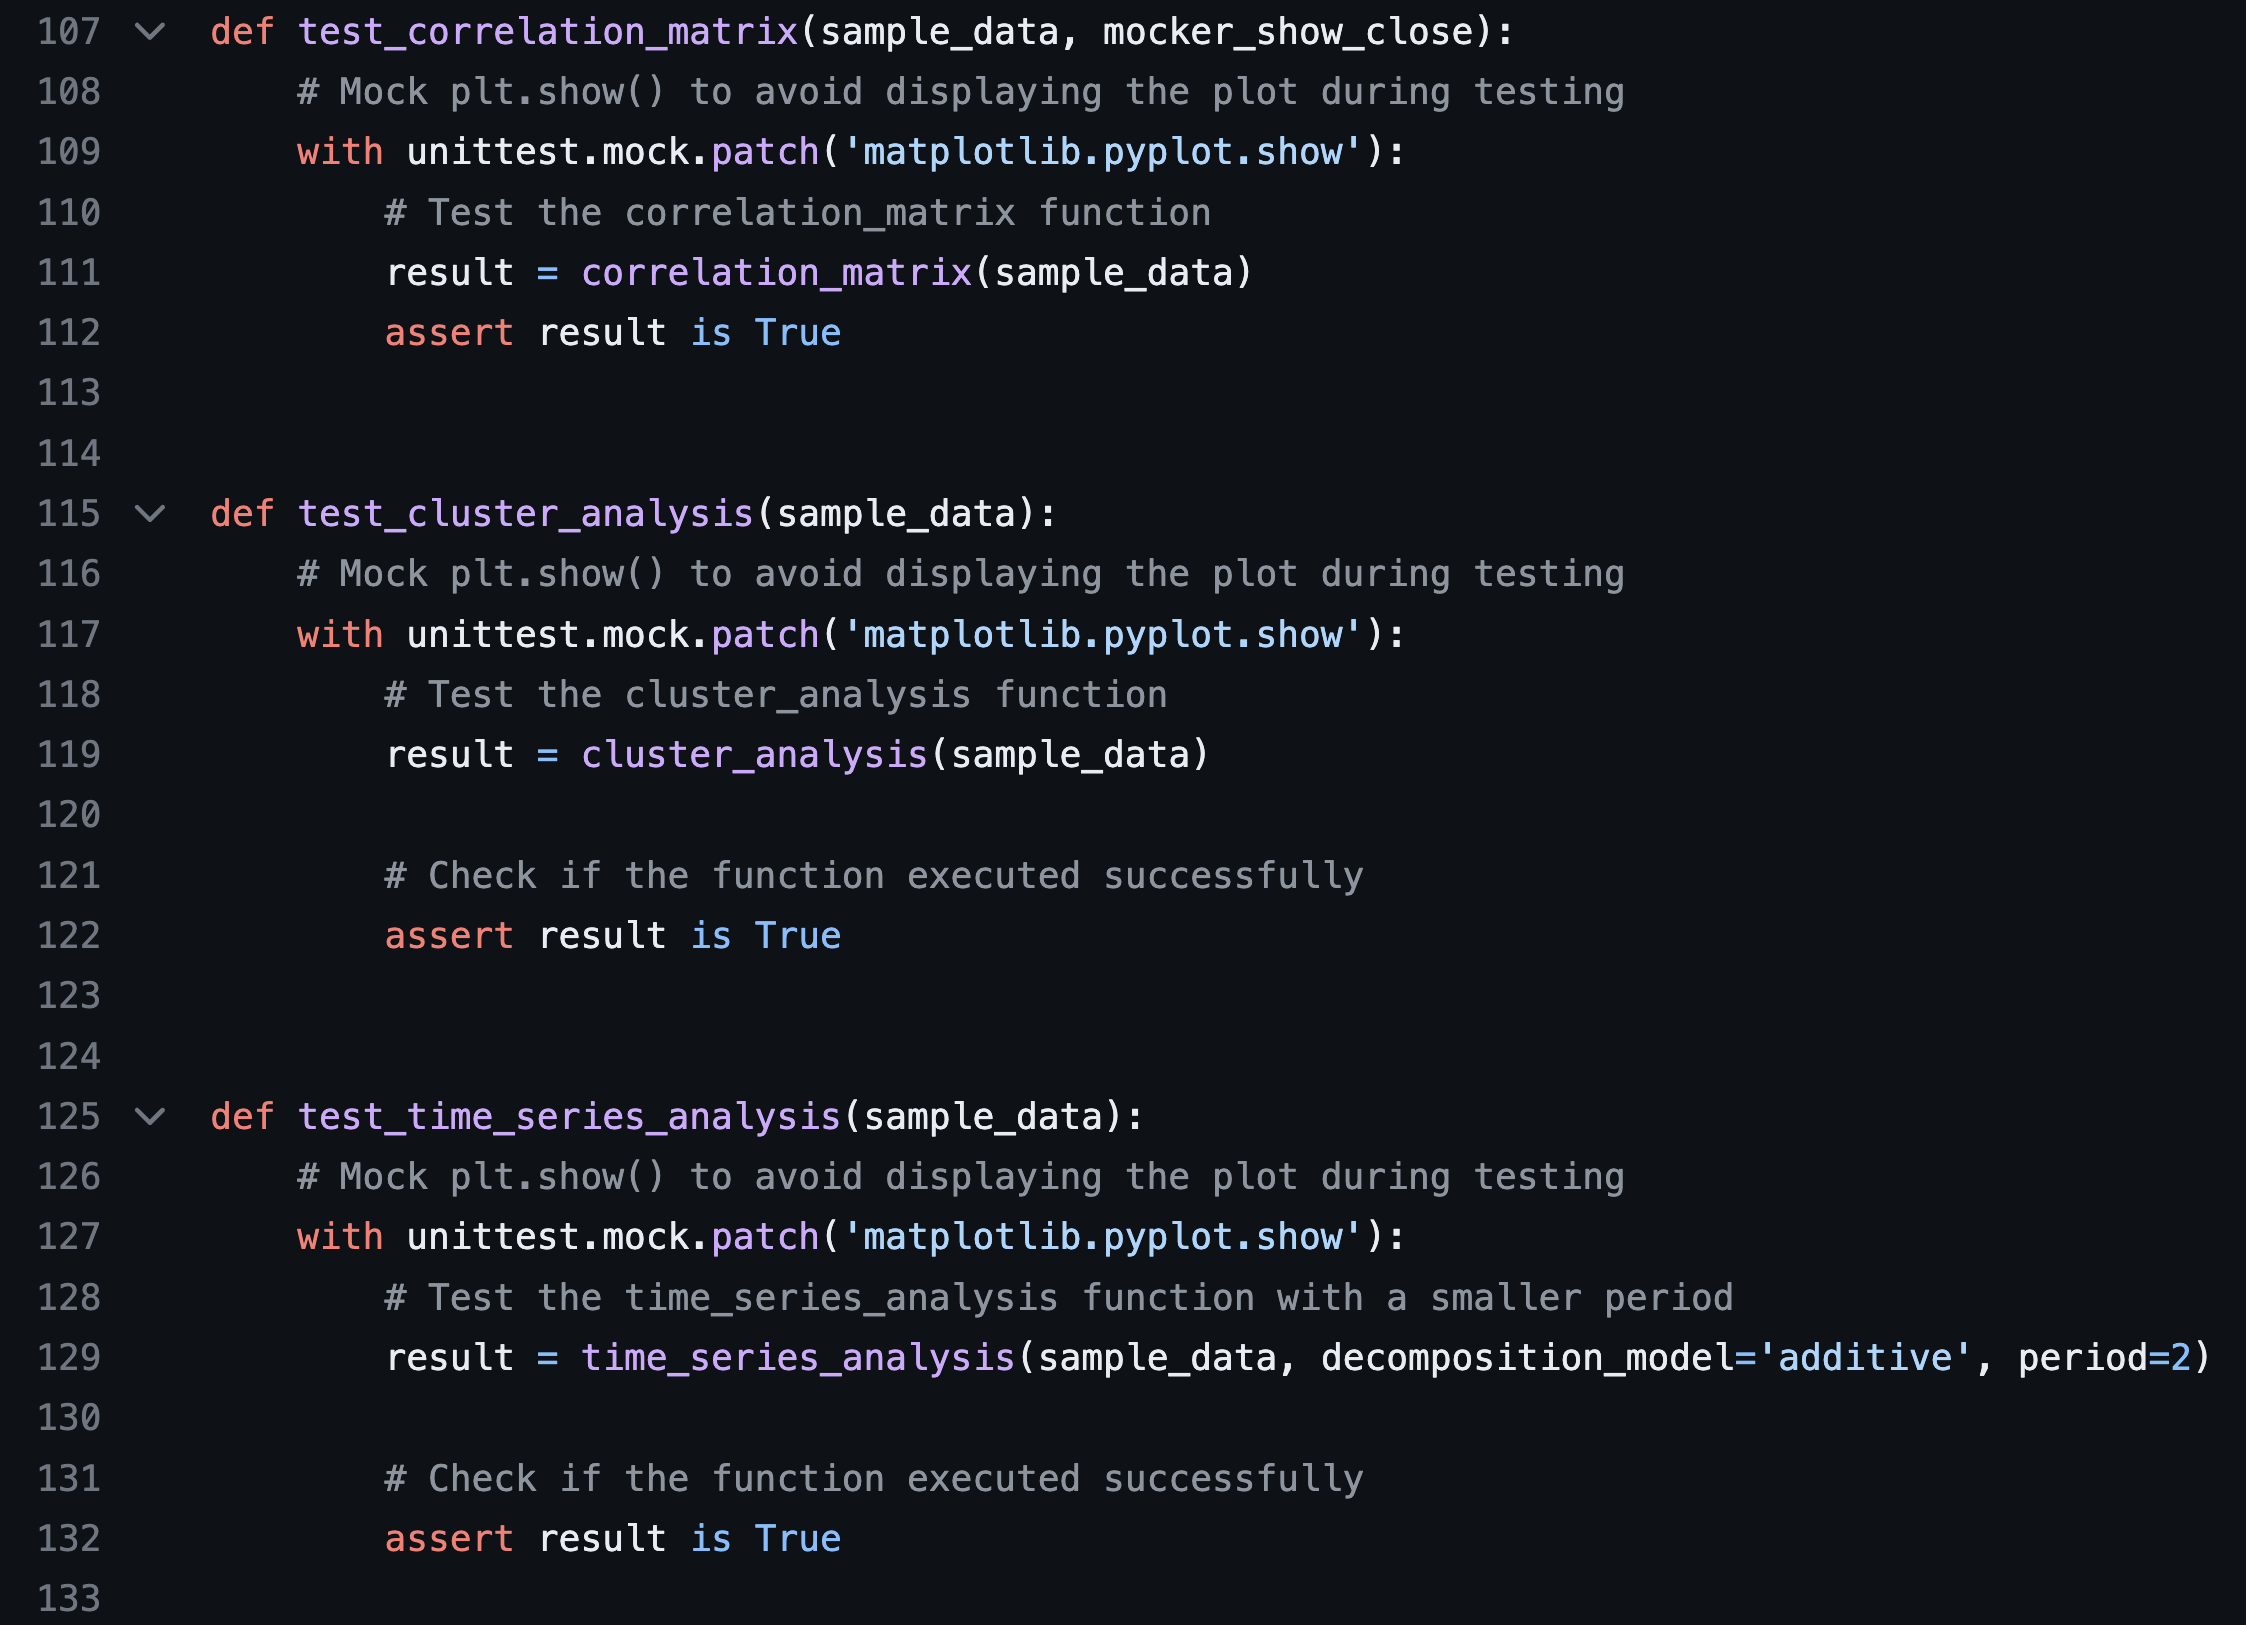 107 def test_correlation_matrix(sample_data, mocker_show_close):
108     # Mock plt.show() to avoid displaying the plot during testing
109     with unittest.mock.patch('matplotlib.pyplot.show'):
110         # Test the correlation_matrix function
111         result = correlation_matrix(sample_data)
112         assert result is True
113
114
115 def test_cluster_analysis(sample_data):
116     # Mock plt.show() to avoid displaying the plot during testing
117     with unittest.mock.patch('matplotlib.pyplot.show'):
118         # Test the cluster_analysis function
119         result = cluster_analysis(sample_data)
120
121         # Check if the function executed successfully
122         assert result is True
123
124
125 def test_time_series_analysis(sample_data):
126     # Mock plt.show() to avoid displaying the plot during testing
127     with unittest.mock.patch('matplotlib.pyplot.show'):
128         # Test the time_series_analysis function with a smaller period
129         result = time_series_analysis(sample_data, decomposition_model='additive', period=2)
130
131         # Check if the function executed successfully
132         assert result is True
133